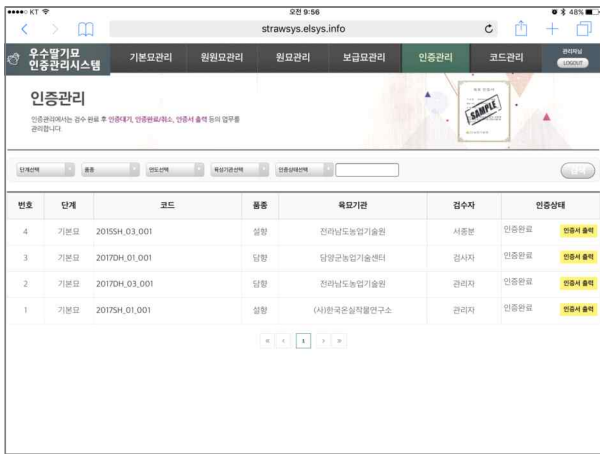 KT 오전 9:56 48%
strawsys.elsys.info
우수딸기묘
인증관리시스템
기본묘관리 원원묘관리 원묘관리 보급묘관리 인증관리 코드관리
관리자님
LOGOUT
인증관리
인증관리에서는 검수 완료 후 인증대기, 인증완료/취소, 인증서 출력 등의 업무를
관리합니다
SAMPLE
단계선택 품종 연도선택 육성기관선택 인증상태선택 검색
번호 단계 코드 품종 육묘기관 검수자 인증상태
4 기본묘 2015SH_03_001 설향 전라남도농업기술원 서종분 인증완료 인증서 출력
3 기본묘 2017DH_01_001 담향 담양군농업기술센터 검사자 인증완료 인증서 출력
2 기본묘 2017DH_03_001 담향 전라남도농업기술원 관리자 인증완료 인증서 출력
1 기본묘 2017SH_01_001 설향 (사)한국온실작물연구소 관리자 인증완료 인증서 출력
« ‹ 1 › »